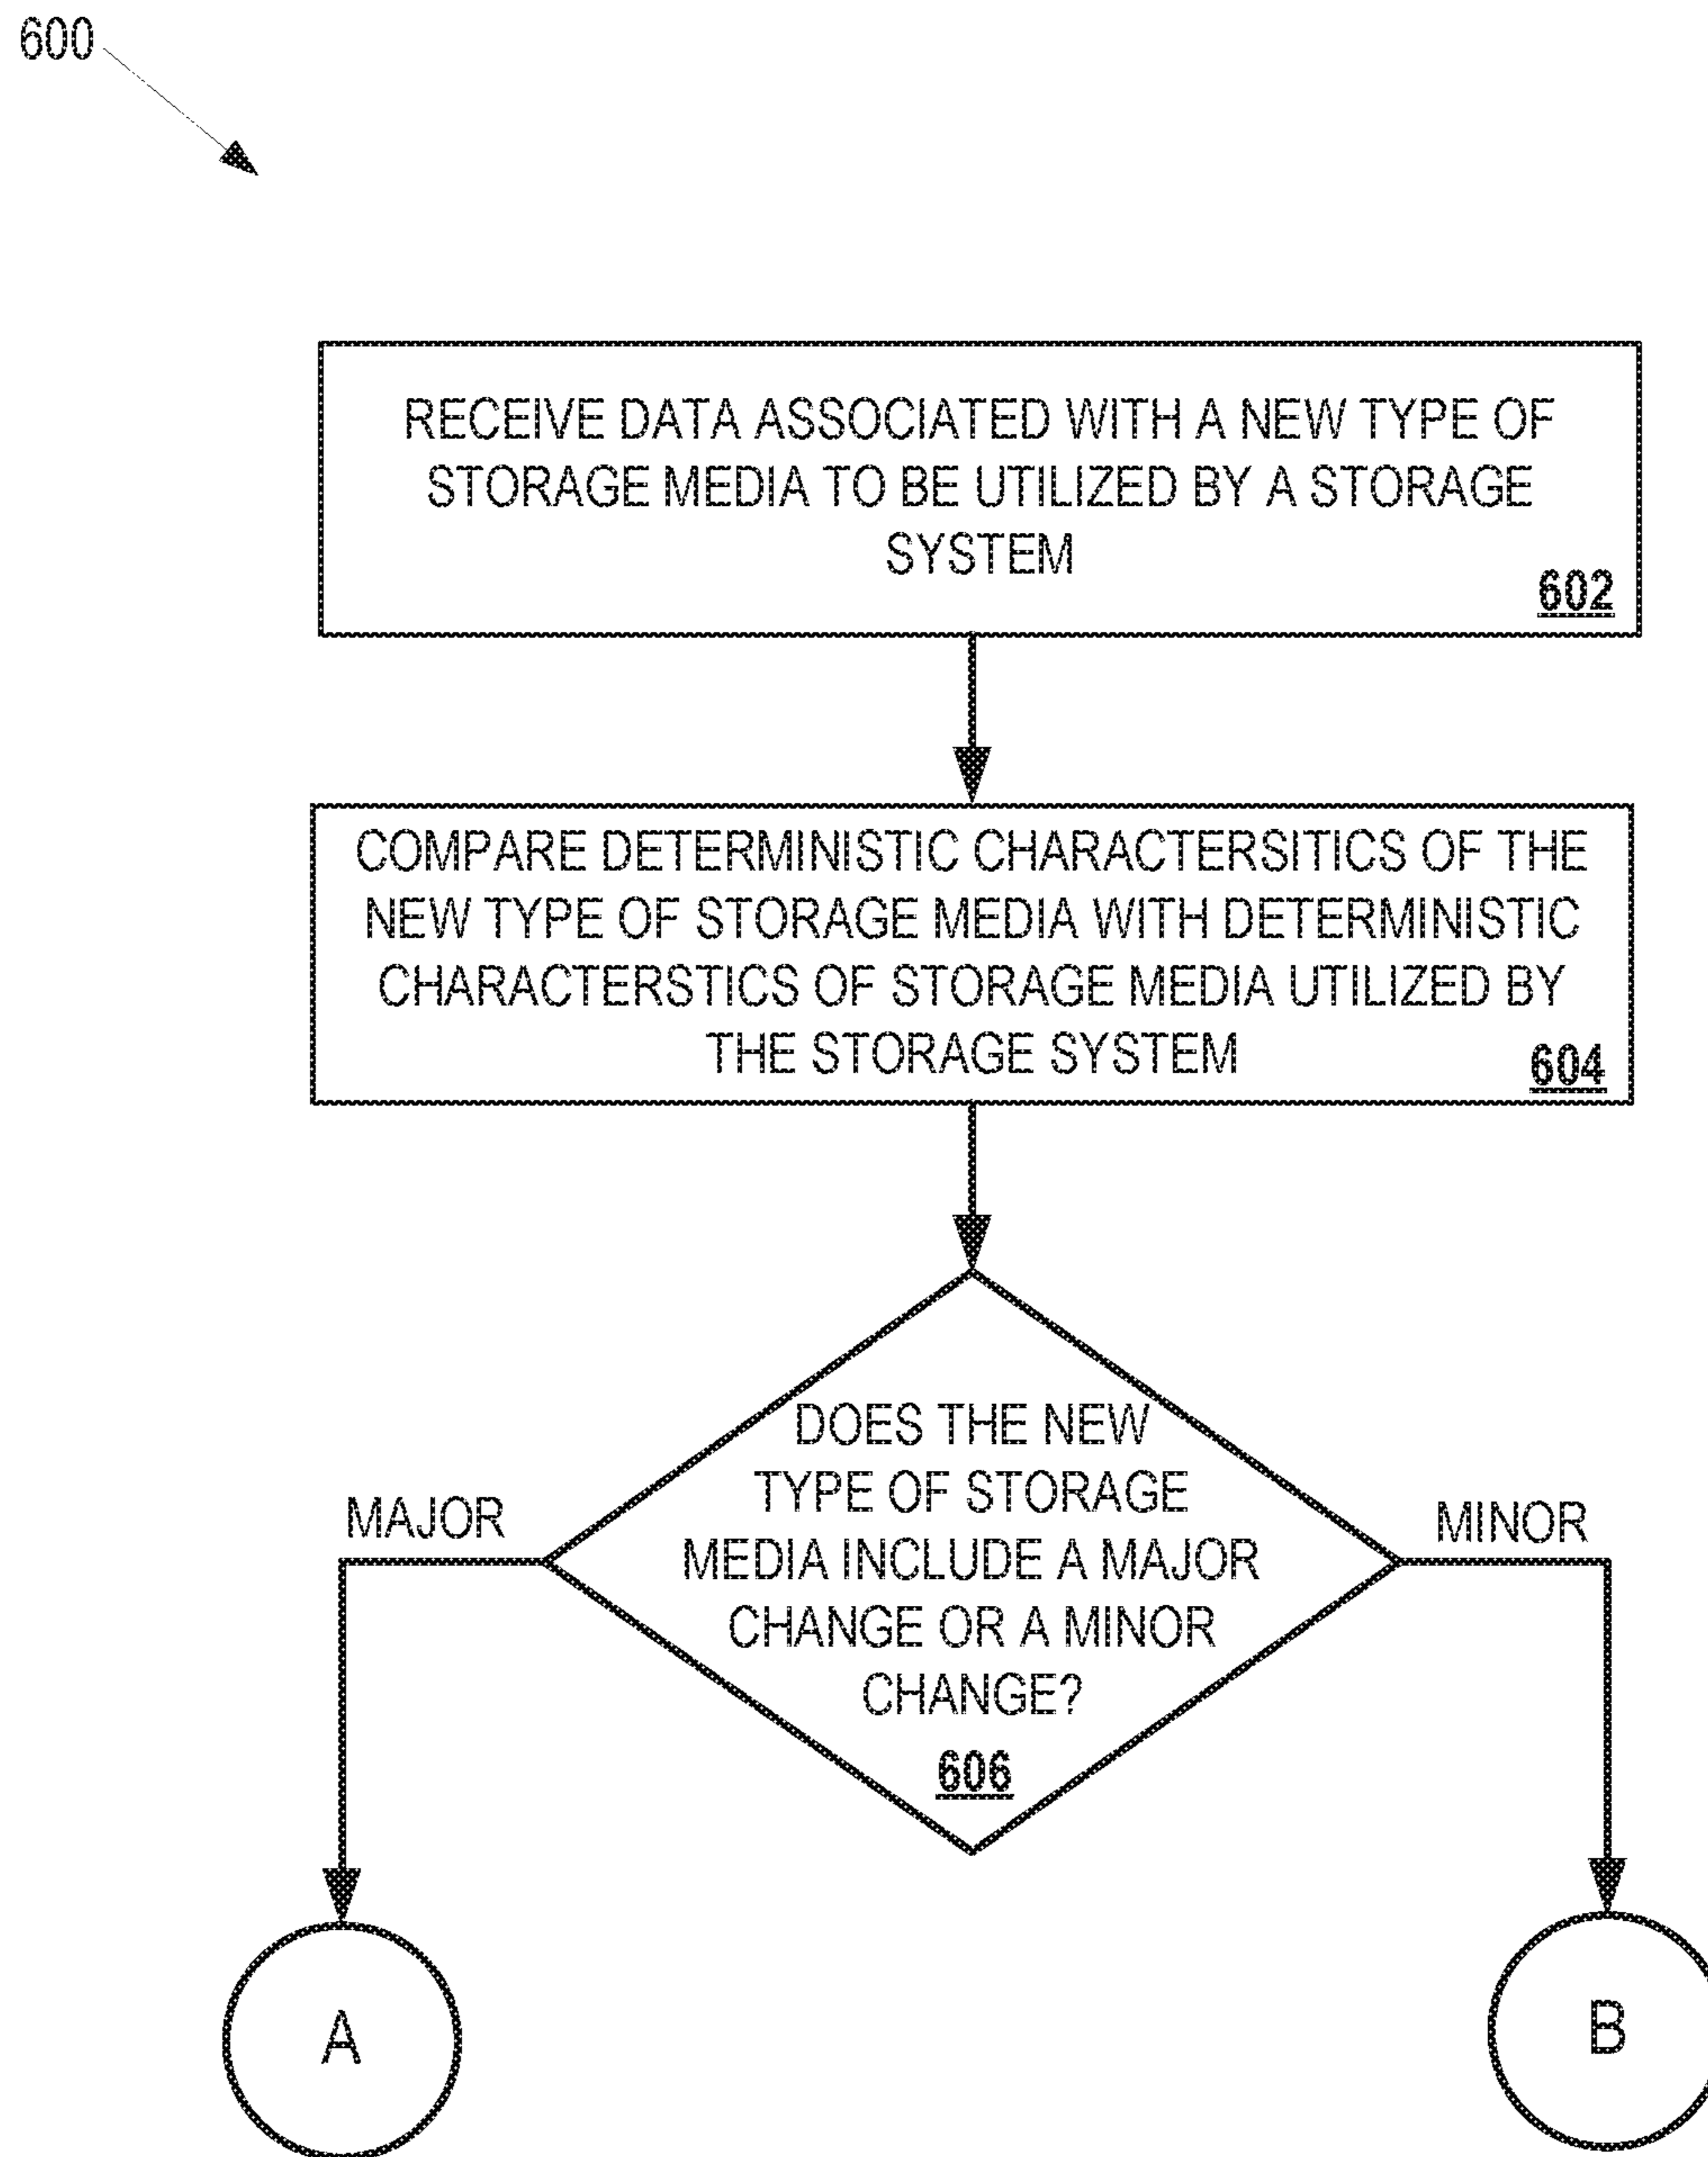 600
RECEIVE DATA ASSOCIATED WITH A NEW TYPE OF
STORAGE MEDIA TO BE UTILIZED BY A STORAGE
SYSTEM
602
COMPARE DETERMINISTIC CHARACTERSITICS OF THE
NEW TYPE OF STORAGE MEDIA WITH DETERMINISTIC
CHARACTERSTICS OF STORAGE MEDIA UTILIZED BY
THE STORAGE SYSTEM
604
DOES THE NEW
TYPE OF STORAGE
MEDIA INCLUDE A MAJOR
CHANGE OR A MINOR
CHANGE?
606
MAJOR
MINOR
A
B